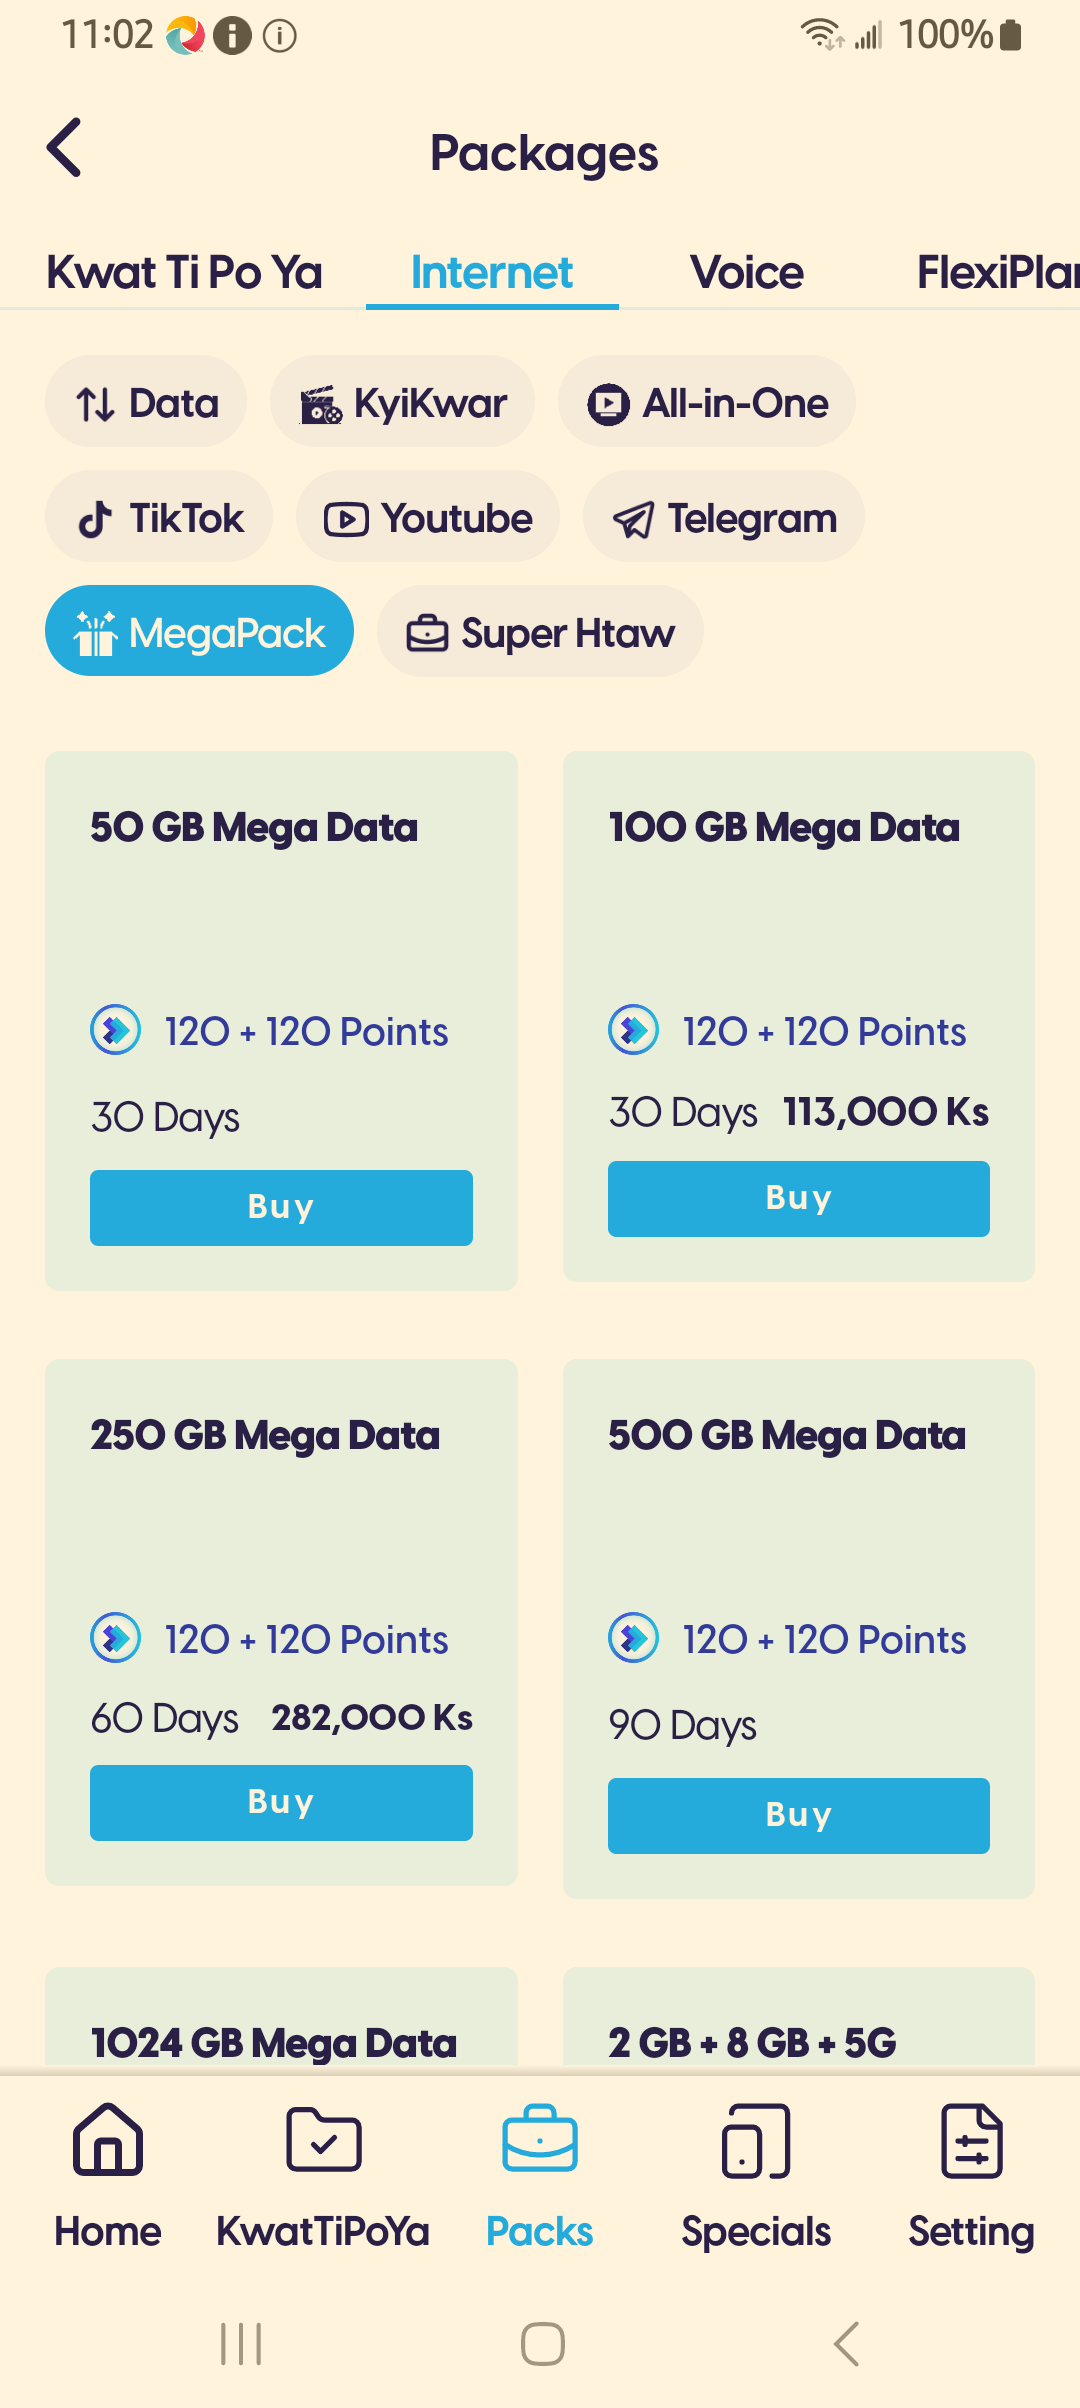 11:02 100%
Packages
Kwat Ti Po Ya Internet Voice FlexiPlan
Data KyiKwar All-in-One
TikTok Youtube Telegram
MegaPack Super Htaw
50 GB Mega Data 100 GB Mega Data
120 + 120 Points 120 + 120 Points
30 Days 30 Days 113,000 Ks
Buy Buy
250 GB Mega Data 500 GB Mega Data
120 + 120 Points 120 + 120 Points
60 Days 282,000 Ks 90 Days
Buy Buy
1024 GB Mega Data 2 GB + 8 GB + 5G
Home KwatTiPoYa Packs Specials Setting